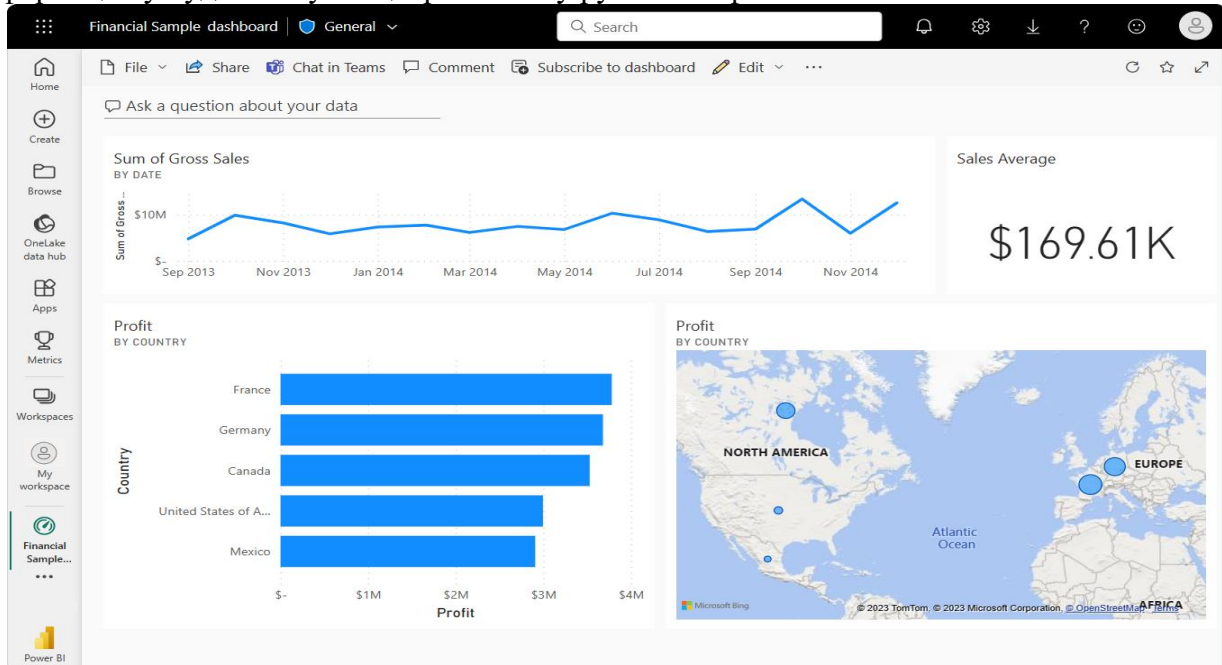 Financial Sample dashboard | General
Search
Home
Create
Browse
OneLake
data hub
Apps
Metrics
Workspaces
My
workspace
Financial
Sample...
Power BI
File Share Chat in Teams Comment Subscribe to dashboard Edit ...
Ask a question about your data
Sum of Gross Sales
BY DATE
Sum of Gross ...
$10M
$-
Sep 2013 Nov 2013 Jan 2014 Mar 2014 May 2014 Jul 2014 Sep 2014 Nov 2014
Sales Average
$169.61K
Profit
BY COUNTRY
Country
France
Germany
Canada
United States of A...
Mexico
$- $1M $2M $3M $4M
Profit
Profit
BY COUNTRY
NORTH AMERICA
EUROPE
Atlantic
Ocean
AFRICA
Microsoft Bing
© 2023 TomTom, © 2023 Microsoft Corporation, © OpenStreetMap Terms